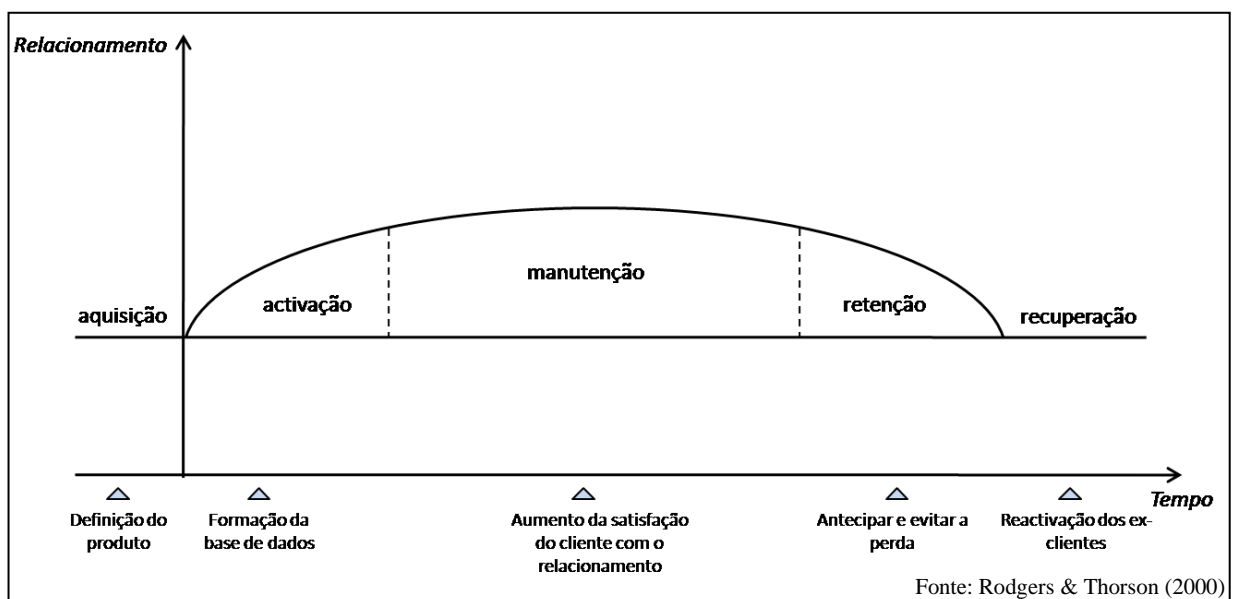 Relacionamento
aquisição
activação
manutenção
retenção
recuperação
Tempo
Definição do
produto
Formação da
base de dados
Aumento da satisfação
do cliente com o
relacionamento
Antecipar e evitar a
perda
Reactivação dos ex-
clientes
Fonte: Rodgers & Thorson (2000)